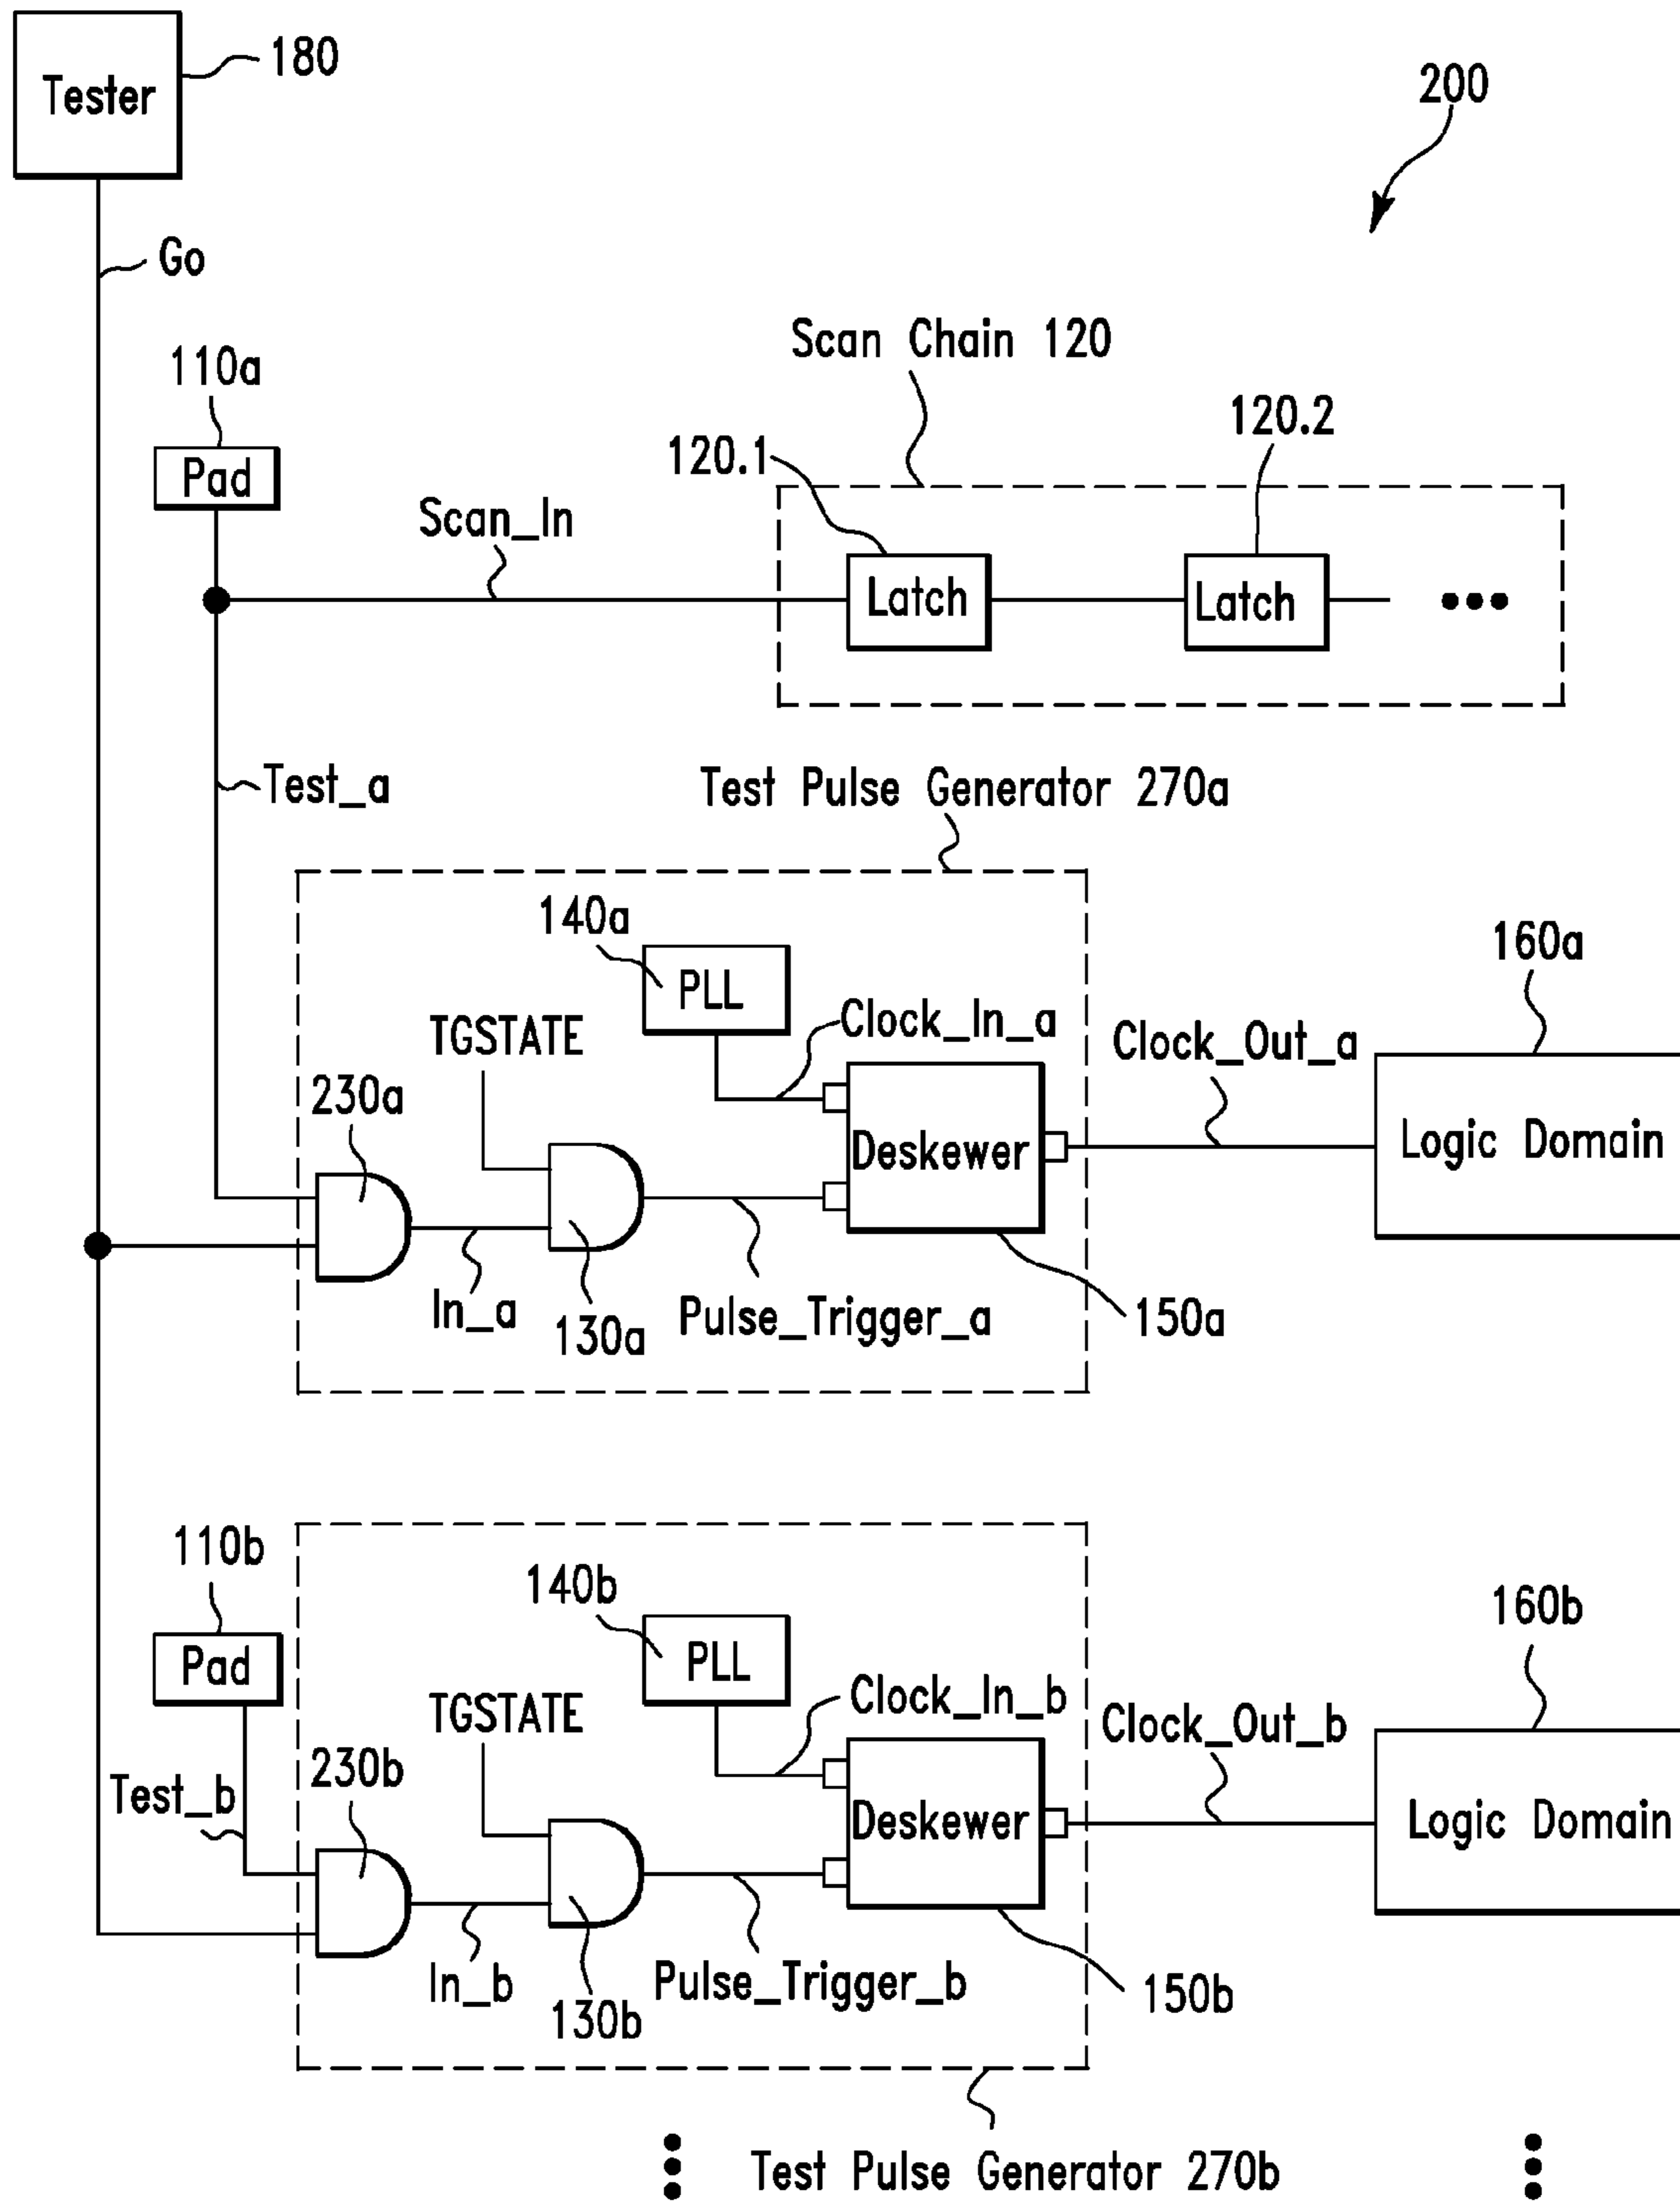 Tester
180
200
Go
Scan Chain 120
110a
120.2
120.1
Pad
Scan_In
Latch
Latch
Test_a
Test Pulse Generator 270a
140a
160a
PLL
Clock_In_a
Clock_Out_a
TGSTATE
230a
Deskewer
Logic Domain
In_a
130a
Pulse_Trigger_a
150a
110b
140b
160b
Pad
PLL
Clock_In_b
Clock_Out_b
TGSTATE
230b
Test_b
Deskewer
Logic Domain
In_b
130b
Pulse_Trigger_b
150b
Test Pulse Generator 270b